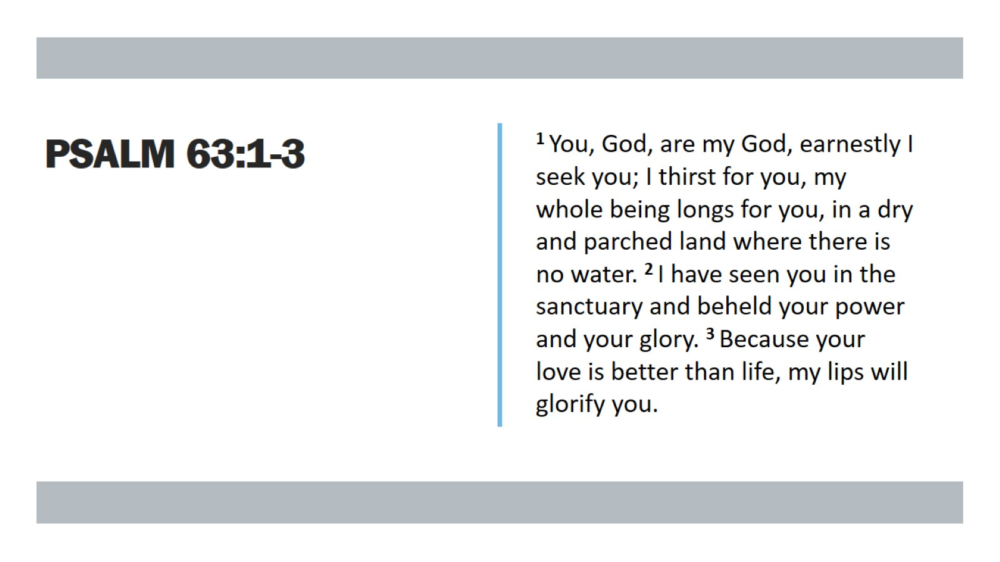 PSALM 63:1-3
1 You, God, are my God, earnestly I
seek you; I thirst for you, my
whole being longs for you, in a dry
and parched land where there is
no water. 2 I have seen you in the
sanctuary and beheld your power
and your glory. 3 Because your
love is better than life, my lips will
glorify you.